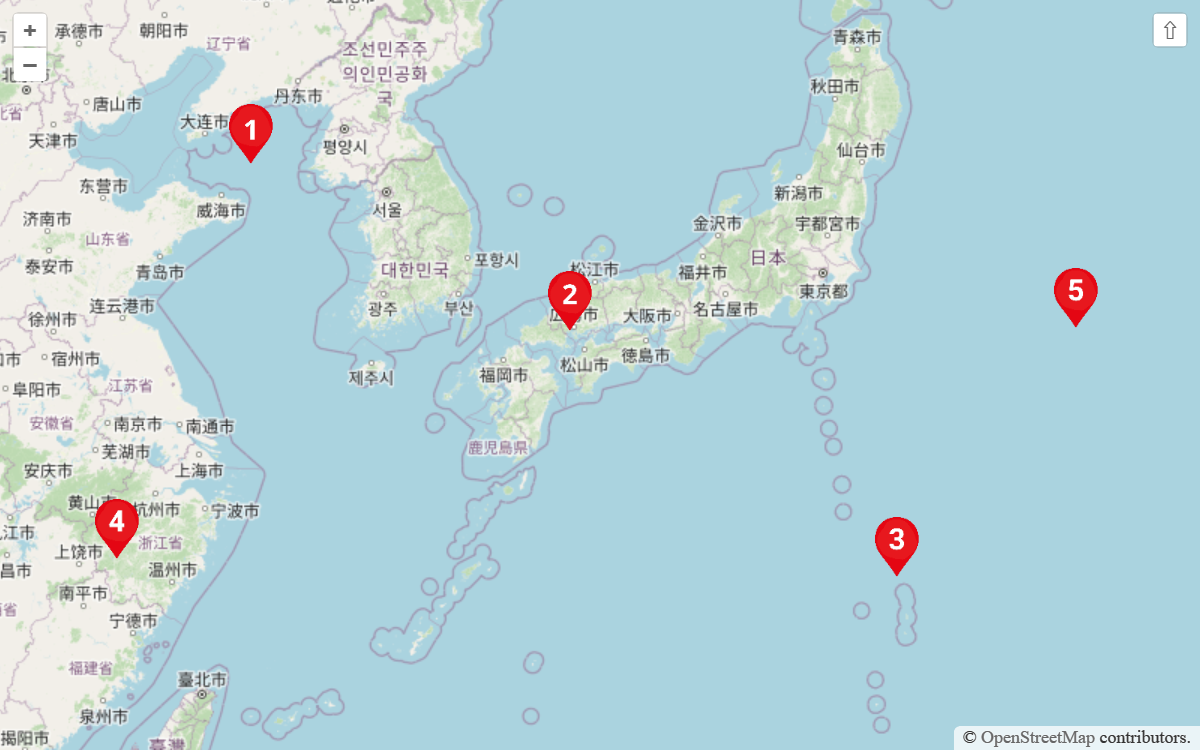 +
−
⇧
承德市
朝阳市
辽宁省
青森市
조선민주주
의인민공화
국
丹东市
唐山市
秋田市
大连市
1
天津市
평양시
仙台市
东营市
서울
新潟市
威海市
济南市
金沢市
宇都宮市
山东省
日本
泰安市
青岛市
대한민국
포항시
松江市
福井市
5
2
东京都
连云港市
광주
부산
大阪市
名古屋市
徐州市
宿州市
제주시
福岡市
松山市
徳島市
阜阳市
江苏省
安徽省
南京市
南通市
鹿児島県
芜湖市
安庆市
上海市
黄山市
杭州市
宁波市
4
3
浙江省
上饶市
温州市
南平市
宁德市
福建省
臺北市
泉州市
揭阳市
臺灣
© OpenStreetMap contributors.